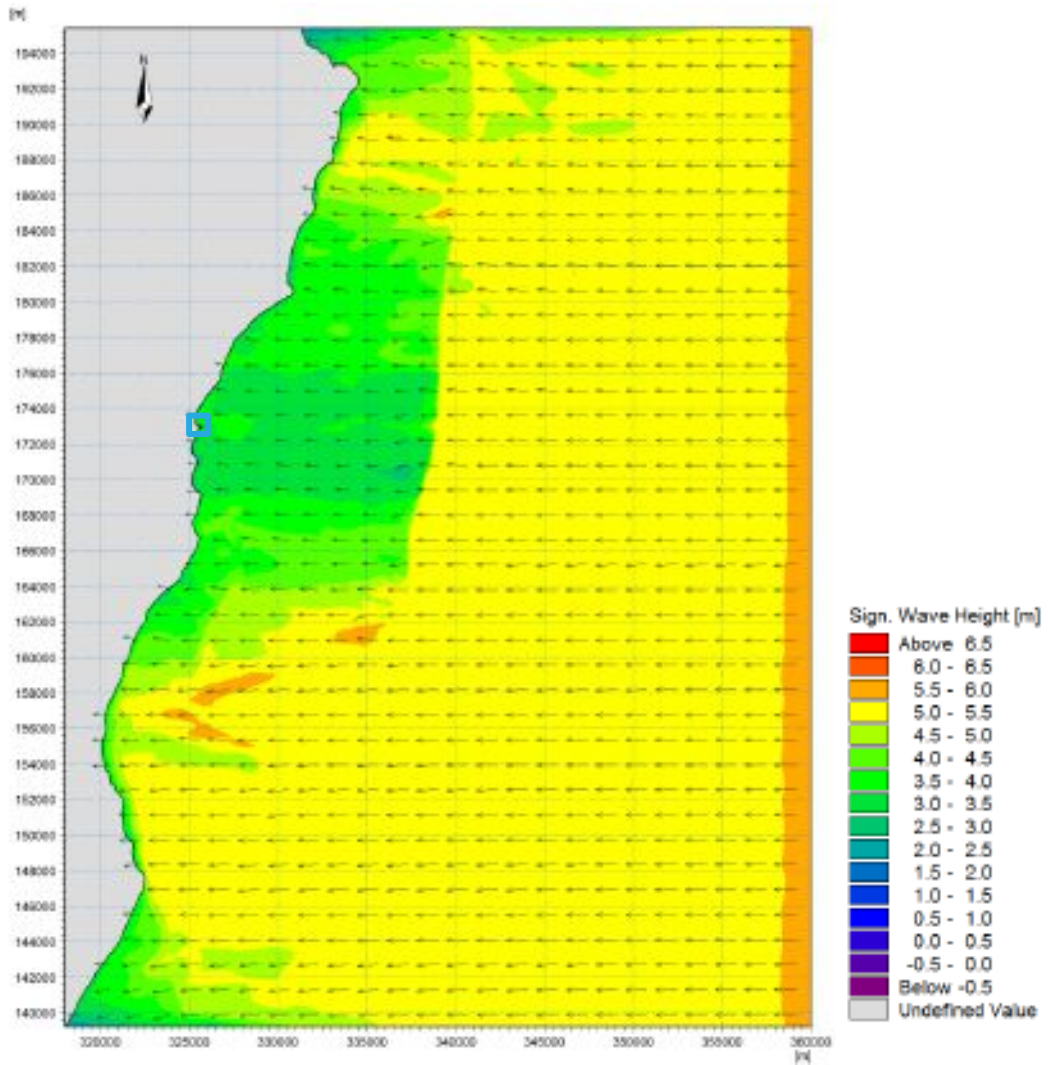 [m]
N
194000
192000
190000
188000
186000
184000
182000
180000
178000
176000
174000
172000
170000
168000
166000
164000
162000
160000
158000
156000
154000
152000
150000
148000
146000
144000
142000
140000
320000 325000 330000 335000 340000 345000 350000 355000 360000
[m]
Sign. Wave Height [m]
Above 6.5
6.0 - 6.5
5.5 - 6.0
5.0 - 5.5
4.5 - 5.0
4.0 - 4.5
3.5 - 4.0
3.0 - 3.5
2.5 - 3.0
2.0 - 2.5
1.5 - 2.0
1.0 - 1.5
0.5 - 1.0
0.0 - 0.5
-0.5 - 0.0
Below -0.5
Undefined Value